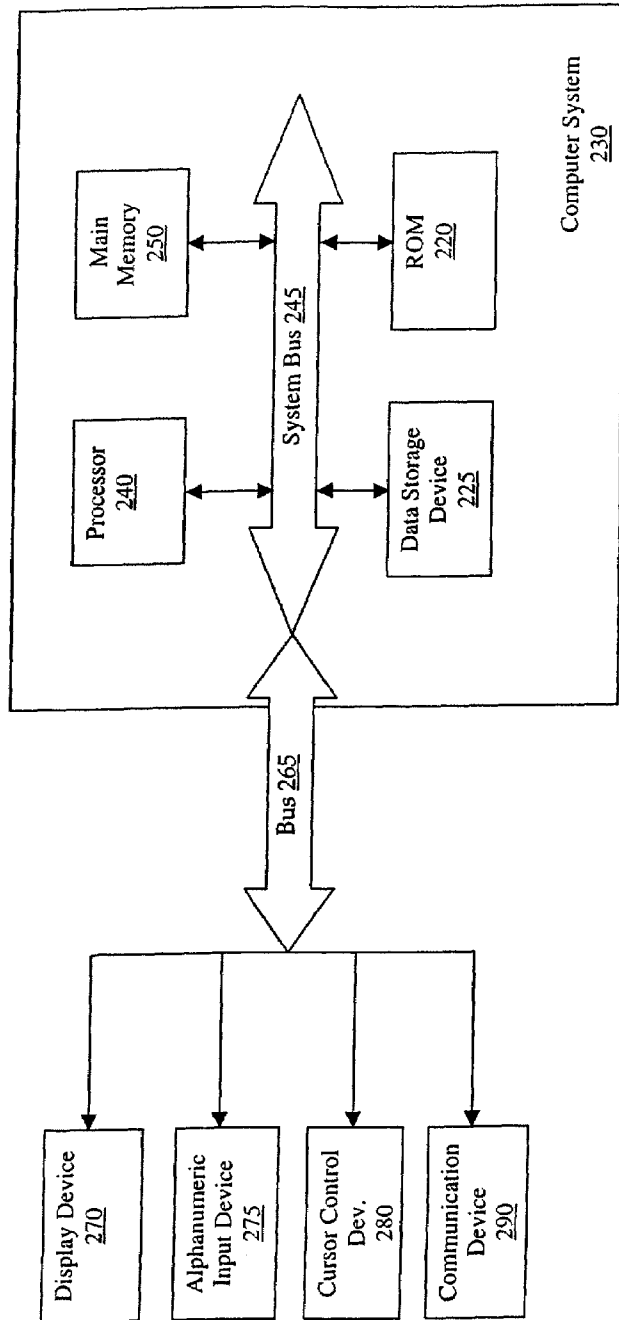 Display Device
270
Alphanumeric
Input Device
275
Cursor Control
Dev.
280
Communication
Device
290
Bus 265
Processor
240
Main
Memory
250
System Bus 245
Data Storage
Device
225
ROM
220
Computer System
230